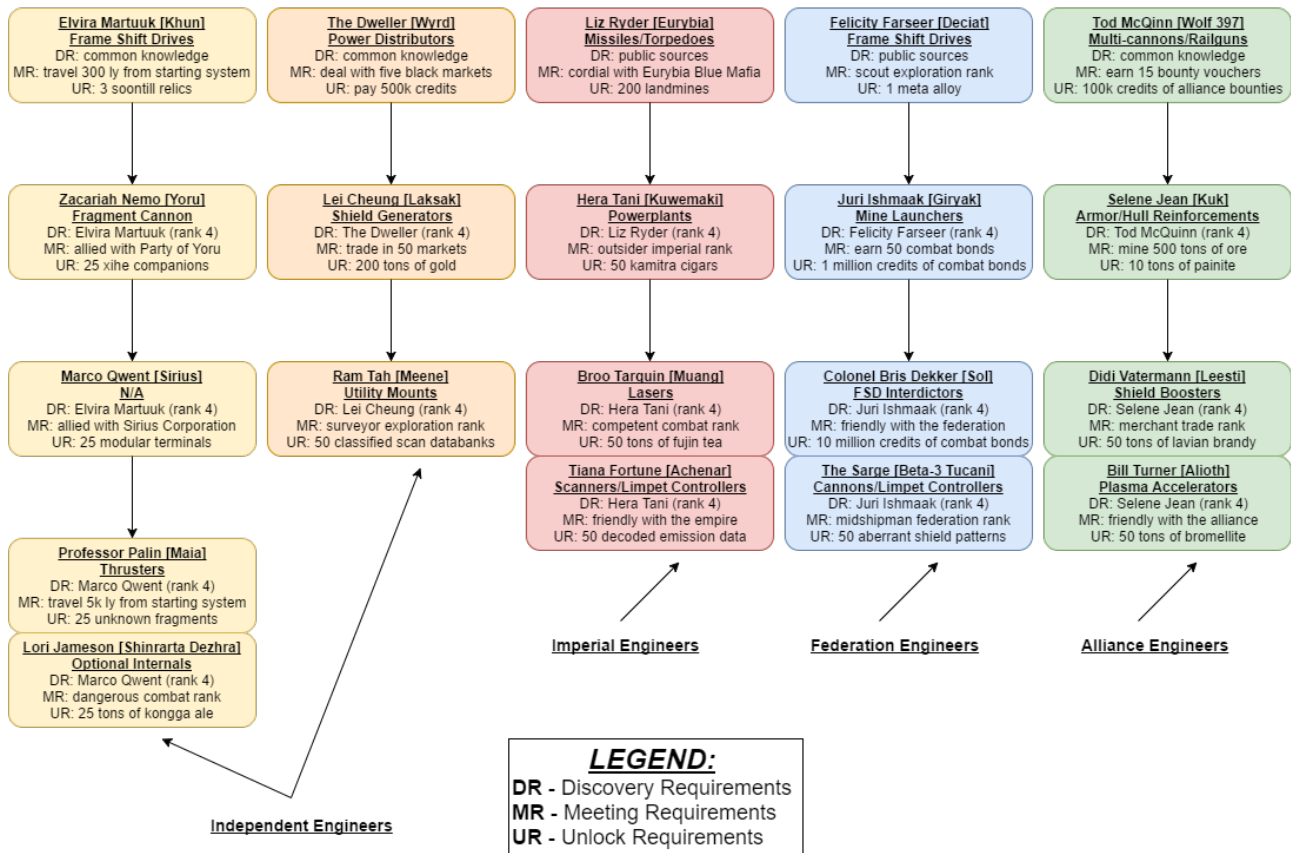 Elvira Martuuk [Khun]
Frame Shift Drives
DR: common knowledge
MR: travel 300 ly from starting system
UR: 3 soontill relics
The Dweller [Wyrd]
Power Distributors
DR: common knowledge
MR: deal with five black markets
UR: pay 500k credits
Liz Ryder [Eurybia]
Missiles/Torpedoes
DR: public sources
MR: cordial with Eurybia Blue Mafia
UR: 200 landmines
Felicity Farseer [Deciat]
Frame Shift Drives
DR: public sources
MR: scout exploration rank
UR: 1 meta alloy
Tod McQinn [Wolf 397]
Multi-cannons/Railguns
DR: common knowledge
MR: earn 15 bounty vouchers
UR: 100k credits of alliance bounties
Zacariah Nemo [Yoru]
Fragment Cannon
DR: Elvira Martuuk (rank 4)
MR: allied with Party of Yoru
UR: 25 xihe companions
Lei Cheung [Laksak]
Shield Generators
DR: The Dweller (rank 4)
MR: trade in 50 markets
UR: 200 tons of gold
Hera Tani [Kuwemaki]
Powerplants
DR: Liz Ryder (rank 4)
MR: outsider imperial rank
UR: 50 kamitra cigars
Juri Ishmaak [Giryak]
Mine Launchers
DR: Felicity Farseer (rank 4)
MR: earn 50 combat bonds
UR: 1 million credits of combat bonds
Selene Jean [Kuk]
Armor/Hull Reinforcements
DR: Tod McQuinn (rank 4)
MR: mine 500 tons of ore
UR: 10 tons of painite
Marco Qwent [Sirius]
N/A
DR: Elvira Martuuk (rank 4)
MR: allied with Sirius Corporation
UR: 25 modular terminals
Ram Tah [Meene]
Utility Mounts
DR: Lei Cheung (rank 4)
MR: surveyor exploration rank
UR: 50 classified scan databanks
Broo Tarquin [Muang]
Lasers
DR: Hera Tani (rank 4)
MR: competent combat rank
UR: 50 tons of fujin tea
Colonel Bris Dekker [Sol]
FSD Interdictors
DR: Juri Ishmaak (rank 4)
MR: friendly with the federation
UR: 10 million credits of combat bonds
Didi Vatermann [Leesti]
Shield Boosters
DR: Selene Jean (rank 4)
MR: merchant trade rank
UR: 50 tons of lavian brandy
Tiana Fortune [Achenar]
Scanners/Limpet Controllers
DR: Hera Tani (rank 4)
MR: friendly with the empire
UR: 50 decoded emission data
The Sarge [Beta-3 Tucani]
Cannons/Limpet Controllers
DR: Juri Ishmaak (rank 4)
MR: midshipman federation rank
UR: 50 aberrant shield patterns
Bill Turner [Alioth]
Plasma Accelerators
DR: Selene Jean (rank 4)
MR: friendly with the alliance
UR: 50 tons of bromellite
Professor Palin [Maia]
Thrusters
DR: Marco Qwent (rank 4)
MR: travel 5k ly from starting system
UR: 25 unknown fragments
Lori Jameson [Shinrarta Dezhra]
Optional Internals
DR: Marco Qwent (rank 4)
MR: dangerous combat rank
UR: 25 tons of kongga ale
Imperial Engineers
Federation Engineers
Alliance Engineers
Independent Engineers
LEGEND:
DR - Discovery Requirements
MR - Meeting Requirements
UR - Unlock Requirements